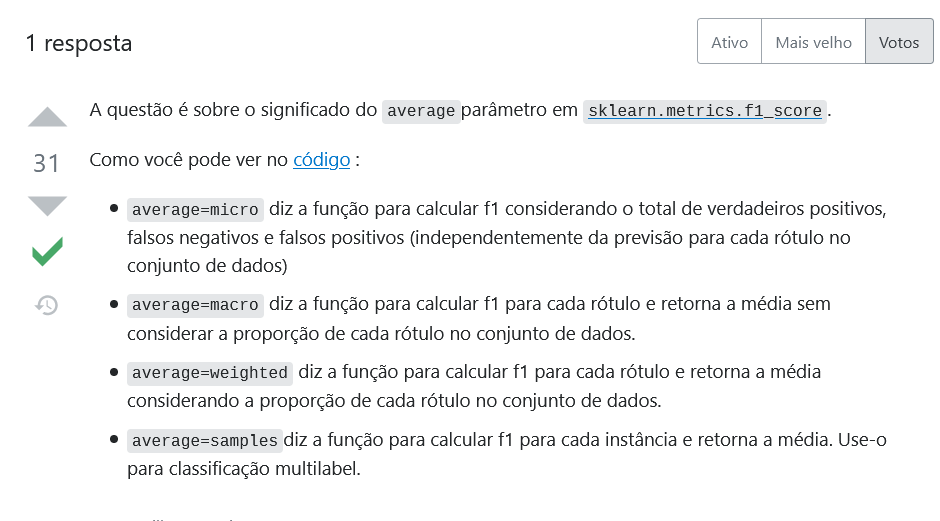 1 resposta
Ativo
Mais velho
Votos
A questão é sobre o significado do average parâmetro em sklearn.metrics.f1_score.
31
Como você pode ver no código :
average=micro diz a função para calcular f1 considerando o total de verdadeiros positivos,
falsos negativos e falsos positivos (independentemente da previsão para cada rótulo no
conjunto de dados)
average=macro diz a função para calcular f1 para cada rótulo e retorna a média sem
considerar a proporção de cada rótulo no conjunto de dados.
average=weighted diz a função para calcular f1 para cada rótulo e retorna a média
considerando a proporção de cada rótulo no conjunto de dados.
average=samples diz a função para calcular f1 para cada instância e retorna a média. Use-o
para classificação multilabel.